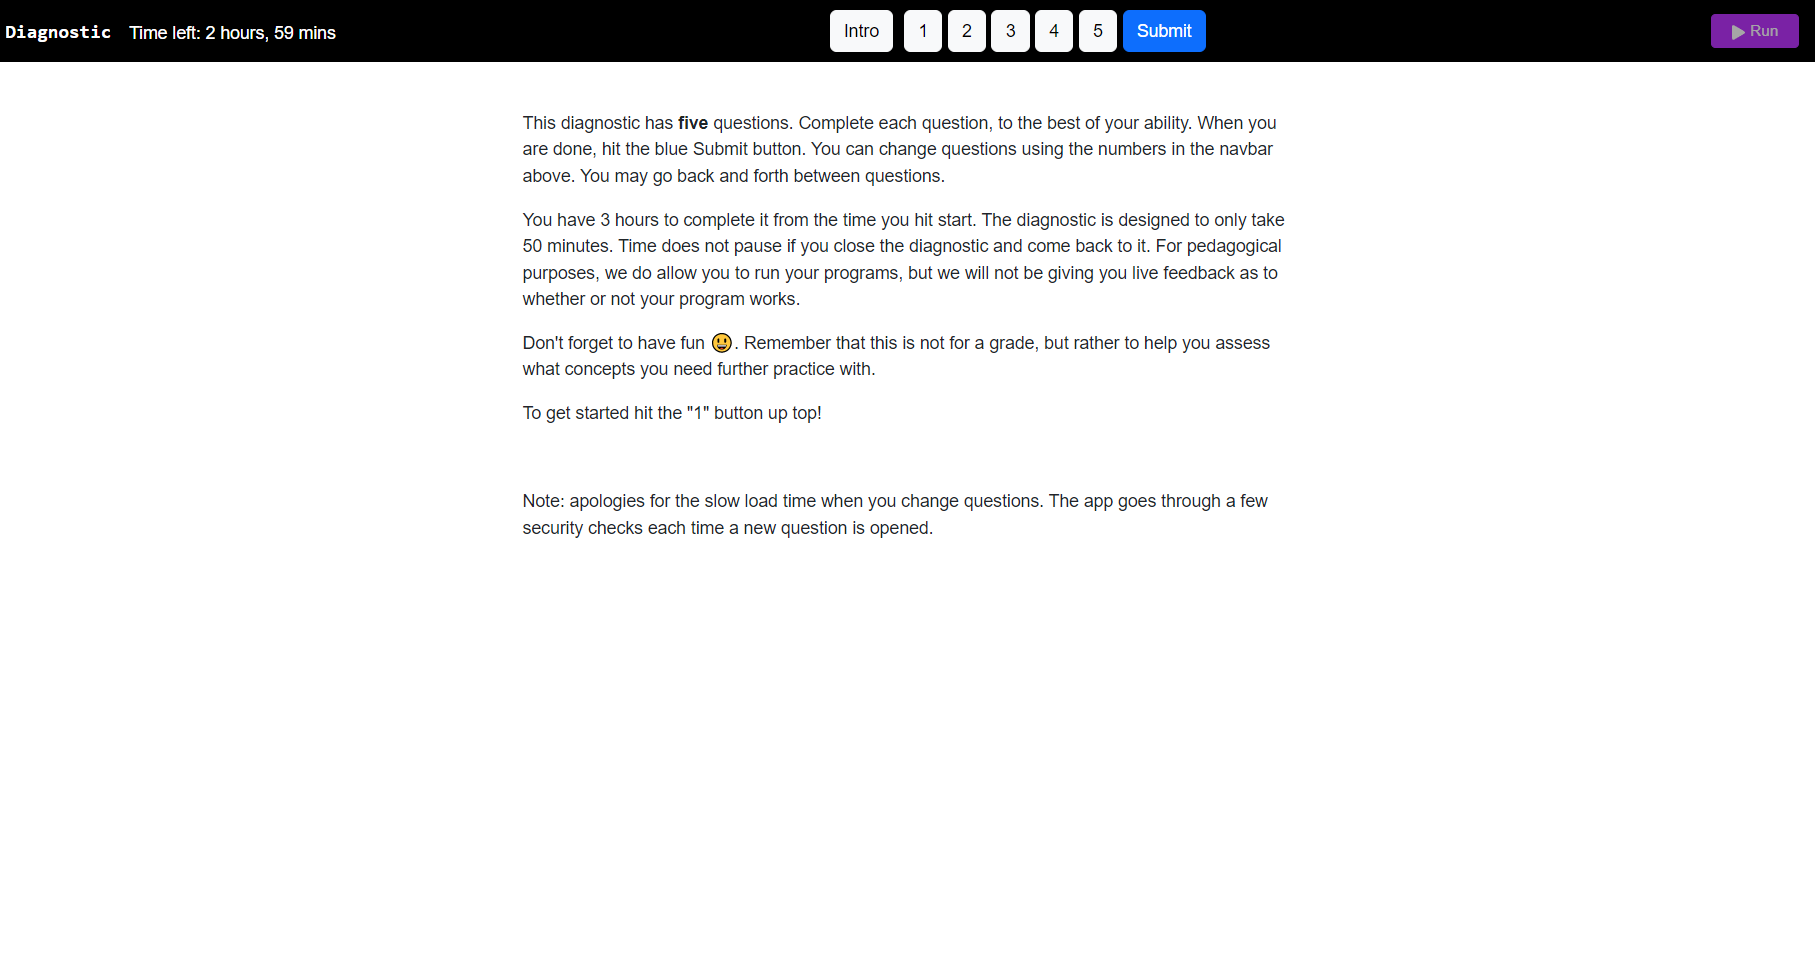 Diagnostic Time left: 2 hours, 59 mins Intro 1 2 3 4 5 Submit Run
This diagnostic has five questions. Complete each question, to the best of your ability. When you
are done, hit the blue Submit button. You can change questions using the numbers in the navbar
above. You may go back and forth between questions.
You have 3 hours to complete it from the time you hit start. The diagnostic is designed to only take
50 minutes. Time does not pause if you close the diagnostic and come back to it. For pedagogical
purposes, we do allow you to run your programs, but we will not be giving you live feedback as to
whether or not your program works.
Don't forget to have fun 😃. Remember that this is not for a grade, but rather to help you assess
what concepts you need further practice with.
To get started hit the "1" button up top!
Note: apologies for the slow load time when you change questions. The app goes through a few
security checks each time a new question is opened.